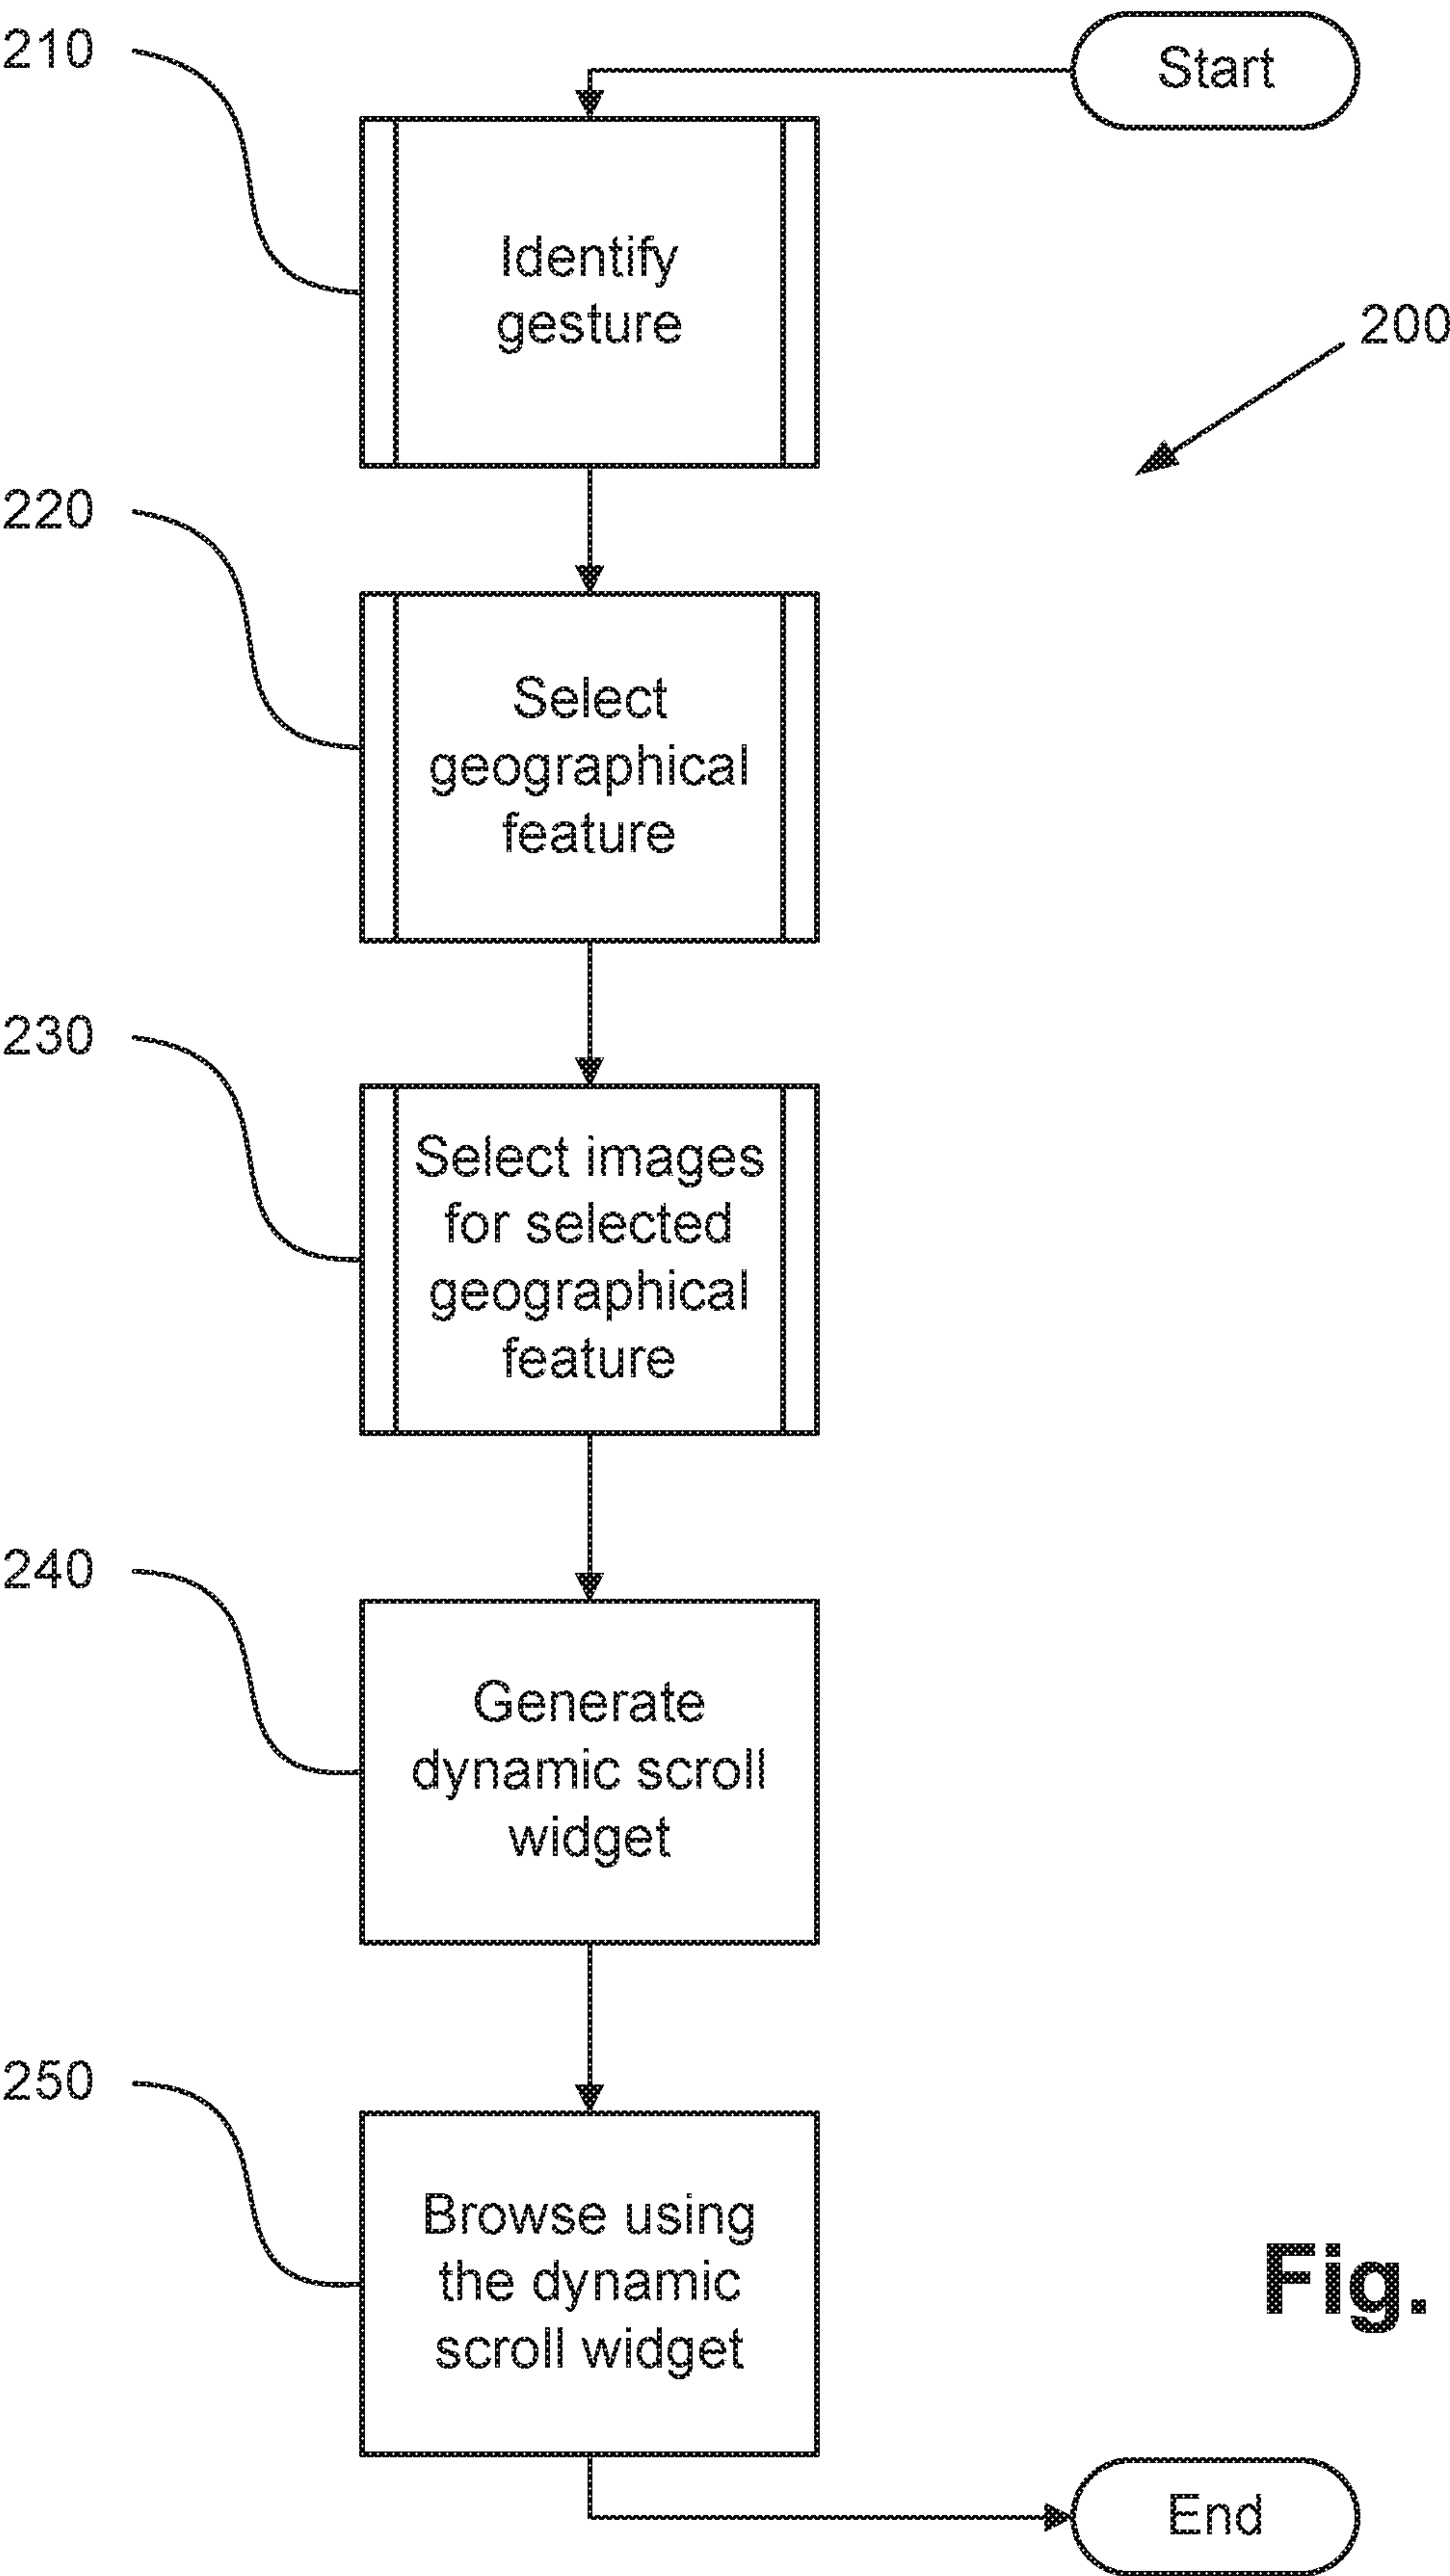 Start
210
Identify
gesture
200
220
Select
geographical
feature
230
Select images
for selected
geographical
feature
240
Generate
dynamic scroll
widget
250
Browse using
the dynamic
scroll widget
Fig.
End